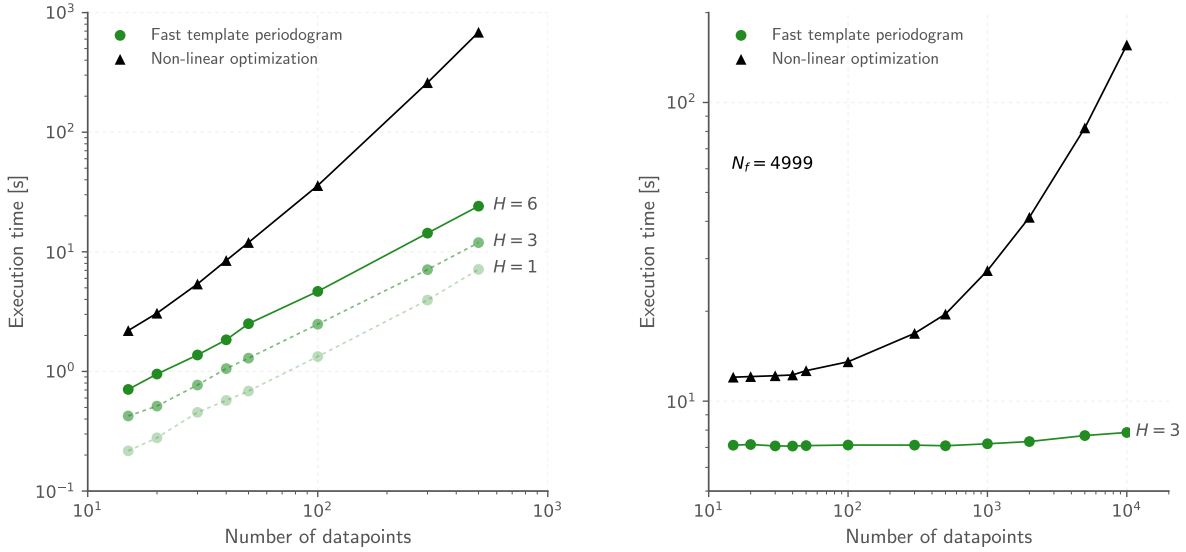 Execution time [s]
10³
10²
10¹
10⁰
10⁻¹
Fast template periodogram
Non-linear optimization
H = 6
H = 3
H = 1
10¹
10²
10³
Number of datapoints
Execution time [s]
10²
10¹
Fast template periodogram
Non-linear optimization
N_f = 4999
H = 3
10¹
10²
10³
10⁴
Number of datapoints